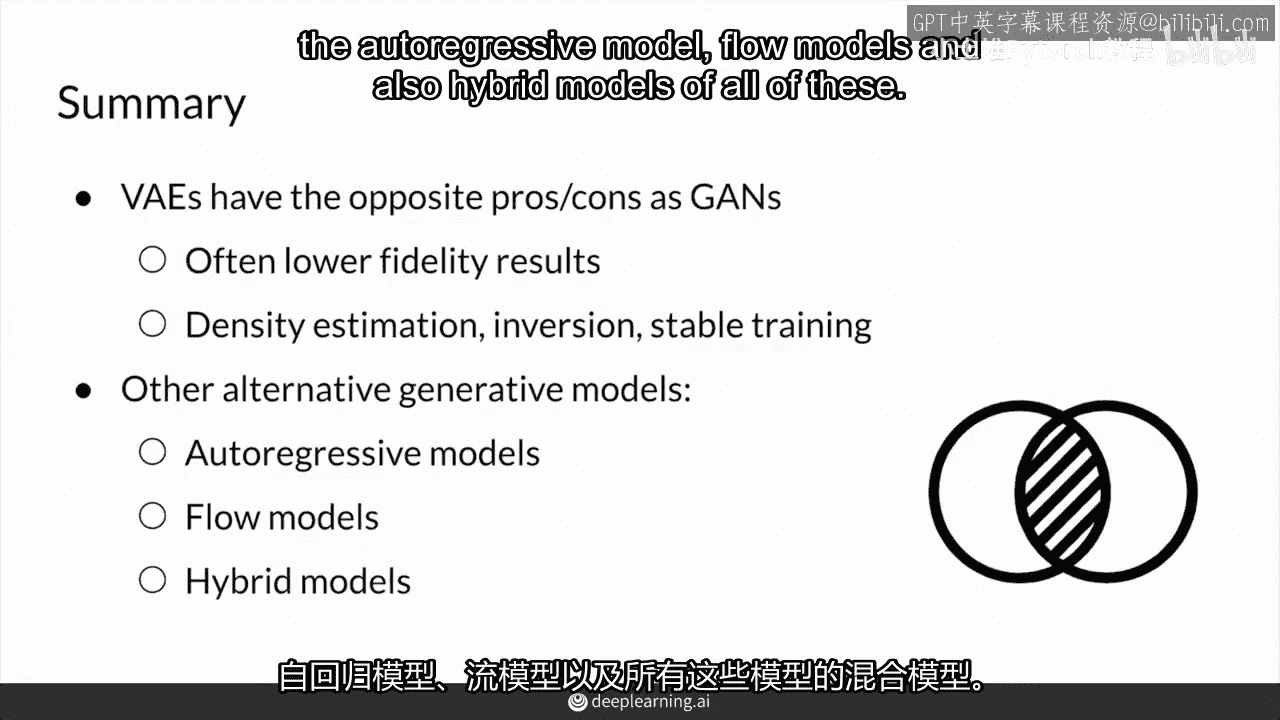 GPT中英字幕课程资源@bilibili.com
the autoregressive model, flow models and
also hybrid models of all of these.
bilibili
Summary
● VAEs have the opposite pros/cons as GANs
○ Often lower fidelity results
○ Density estimation, inversion, stable training
● Other alternative generative models:
○ Autoregressive models
○ Flow models
○ Hybrid models
自回归模型、流模型以及所有这些模型的混合模型。
deeplearning.ai